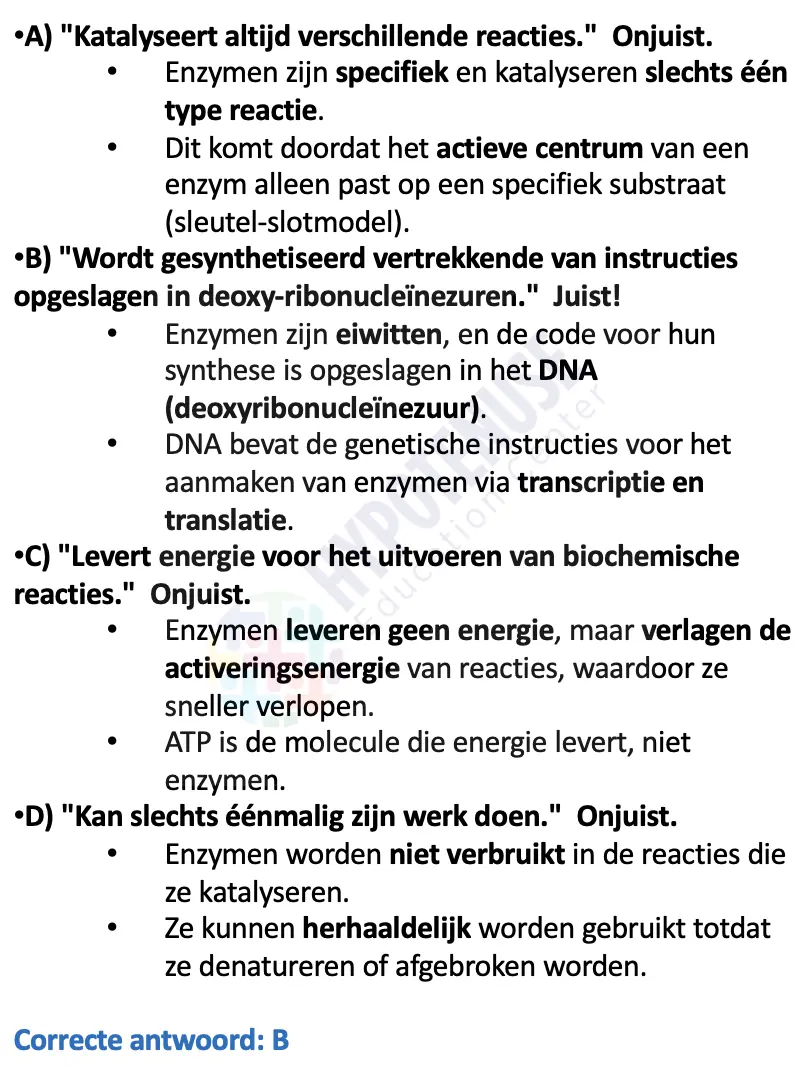 •A) "Katalyseert altijd verschillende reacties." Onjuist.
• Enzymen zijn specifiek en katalyseren slechts één
type reactie.
• Dit komt doordat het actieve centrum van een
enzym alleen past op een specifiek substraat
(sleutel-slotmodel).
•B) "Wordt gesynthetiseerd vertrekkende van instructies
opgeslagen in deoxy-ribonucleïnezuren." Juist!
• Enzymen zijn eiwitten, en de code voor hun
synthese is opgeslagen in het DNA
(deoxyribonucleïnezuur).
• DNA bevat de genetische instructies voor het
aanmaken van enzymen via transcriptie en
translatie.
•C) "Levert energie voor het uitvoeren van biochemische
reacties." Onjuist.
• Enzymen leveren geen energie, maar verlagen de
activeringsenergie van reacties, waardoor ze
sneller verlopen.
• ATP is de molecule die energie levert, niet
enzymen.
•D) "Kan slechts éénmalig zijn werk doen." Onjuist.
• Enzymen worden niet verbruikt in de reacties die
ze katalyseren.
• Ze kunnen herhaaldelijk worden gebruikt totdat
ze denatureren of afgebroken worden.
Correcte antwoord: B
HYPOTENUSE
Education Center